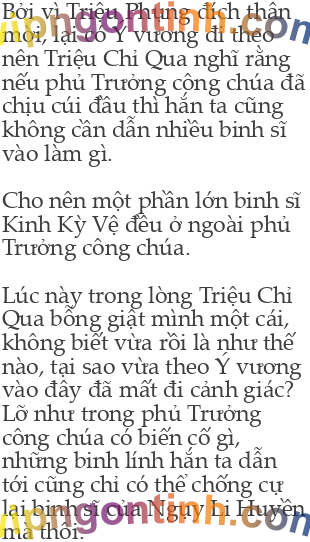 Bởi vì Triệu Phụng đích thân
mời, lại có Ý vương đi theo
nên Triệu Chỉ Qua nghĩ rằng
nếu phủ Trưởng công chúa đã
chịu cúi đầu thì hắn ta cũng
không cần dẫn nhiều binh sĩ
vào làm gì.
Cho nên một phần lớn binh sĩ
Kinh Kỳ Vệ đều ở ngoài phủ
Trưởng công chúa.
Lúc này trong lòng Triệu Chỉ
Qua bỗng giật mình một cái,
không biết vừa rồi là như thế
nào, tại sao vừa theo Ý vương
vào đây đã mất đi cảnh giác?
Lỡ như trong phủ Trưởng
công chúa có biến cố gì,
những binh lính hắn ta dẫn
tới cũng chỉ có thể chống cự
lại binh sĩ của Ngụy Li Huyền
mà thôi.